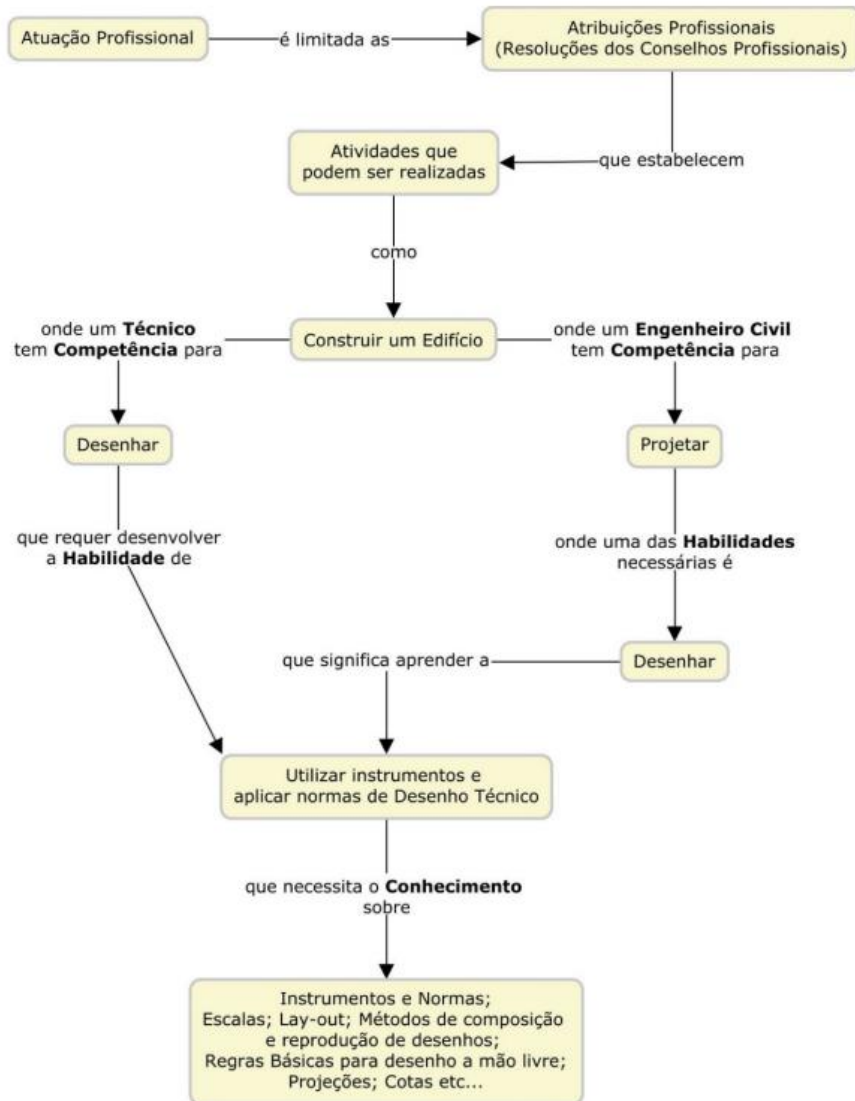 Atuação Profissional
é limitada as
Atribuições Profissionais
(Resoluções dos Conselhos Profissionais)
que estabelecem
Atividades que
podem ser realizadas
como
Construir um Edifício
onde um Técnico
tem Competência para
onde um Engenheiro Civil
tem Competência para
Desenhar
Projetar
que requer desenvolver
a Habilidade de
onde uma das Habilidades
necessárias é
Desenhar
que significa aprender a
Utilizar instrumentos e
aplicar normas de Desenho Técnico
que necessita o Conhecimento
sobre
Instrumentos e Normas;
Escalas; Lay-out; Métodos de composição
e reprodução de desenhos;
Regras Básicas para desenho a mão livre;
Projeções; Cotas etc...